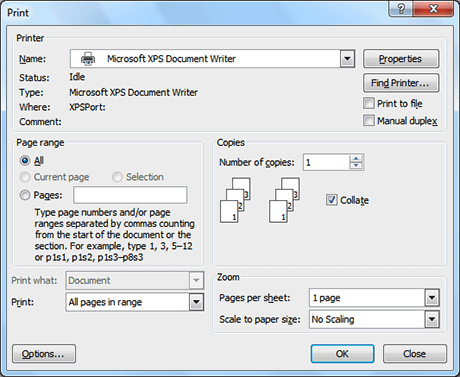 Print
Printer
Name: Microsoft XPS Document Writer Properties
Status: Idle Find Printer...
Type: Microsoft XPS Document Writer
Where: XPSPort: Print to file
Comment: Manual duplex
Page range
All
Current page Selection
Pages:
Type page numbers and/or page
ranges separated by commas counting
from the start of the document or the
section. For example, type 1, 3, 5–12
or p1s1, p1s2, p1s3–p8s3
Copies
Number of copies: 1
3 3
2 2
1 1
Collate
Print what: Document
Print: All pages in range
Zoom
Pages per sheet: 1 page
Scale to paper size: No Scaling
Options... OK Close